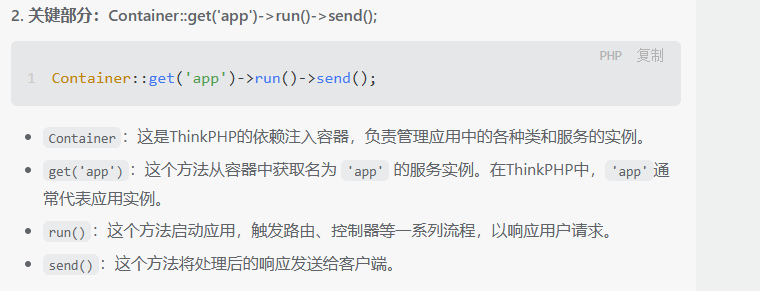 2. 关键部分：Container::get('app')->run()->send();
PHP 复制
1 Container::get('app')->run()->send();
Container：这是ThinkPHP的依赖注入容器，负责管理应用中的各种类和服务的实例。
get('app')：这个方法从容器中获取名为 'app' 的服务实例。在ThinkPHP中，'app'通
常代表应用实例。
run()：这个方法启动应用，触发路由、控制器等一系列流程，以响应用户请求。
send()：这个方法将处理后的响应发送给客户端。